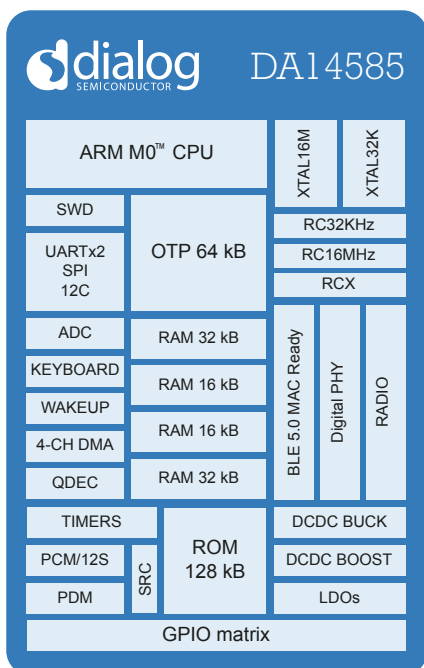 dialog
SEMICONDUCTOR
DA14585
ARM M0™ CPU
XTAL16M
XTAL32K
SWD
OTP 64 kB
RC32KHz
UARTx2
SPI
12C
RC16MHz
RCX
ADC
RAM 32 kB
BLE 5.0 MAC Ready
Digital PHY
RADIO
KEYBOARD
RAM 16 kB
WAKEUP
RAM 16 kB
4-CH DMA
QDEC
RAM 32 kB
TIMERS
ROM
128 kB
DCDC BUCK
PCM/12S
SRC
DCDC BOOST
PDM
LDOs
GPIO matrix